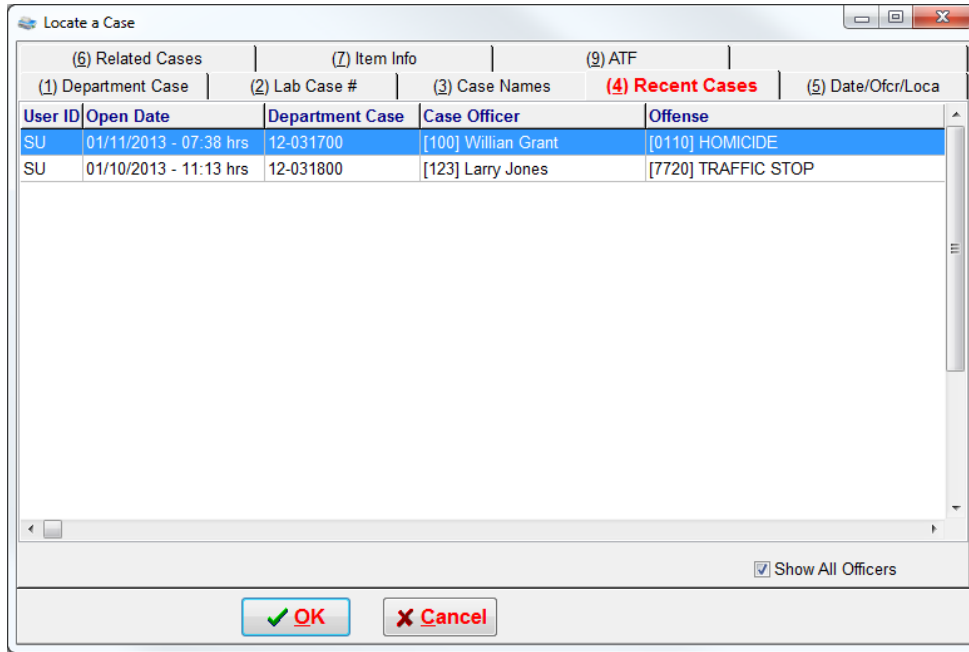 Locate a Case
(6) Related Cases (7) Item Info (9) ATF
(1) Department Case (2) Lab Case # (3) Case Names (4) Recent Cases (5) Date/Ofcr/Loca
User ID Open Date Department Case Case Officer Offense
SU 01/11/2013 - 07:38 hrs 12-031700 [100] Willian Grant [0110] HOMICIDE
SU 01/10/2013 - 11:13 hrs 12-031800 [123] Larry Jones [7720] TRAFFIC STOP
Show All Officers
OK Cancel